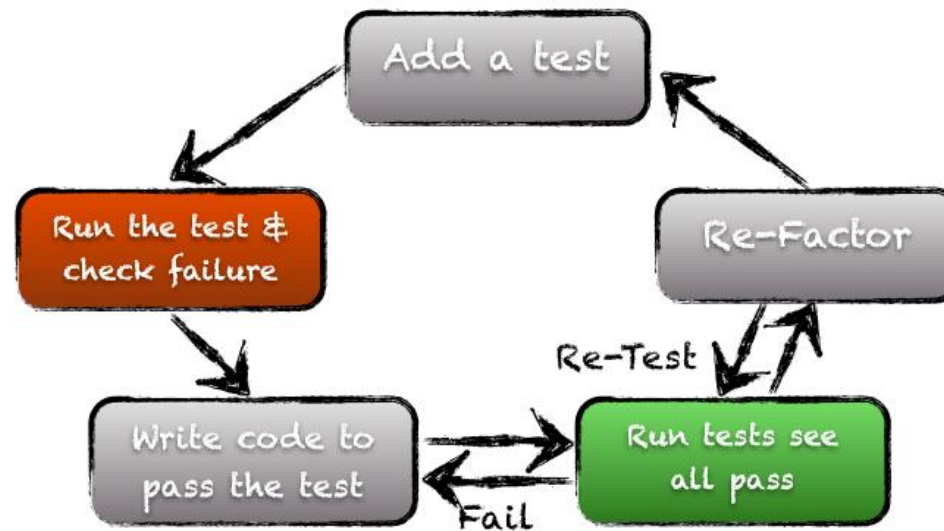 Add a test
Run the test &
check failure
Re-Factor
Re-Test
Write code to
pass the test
Run tests see
all pass
Fail